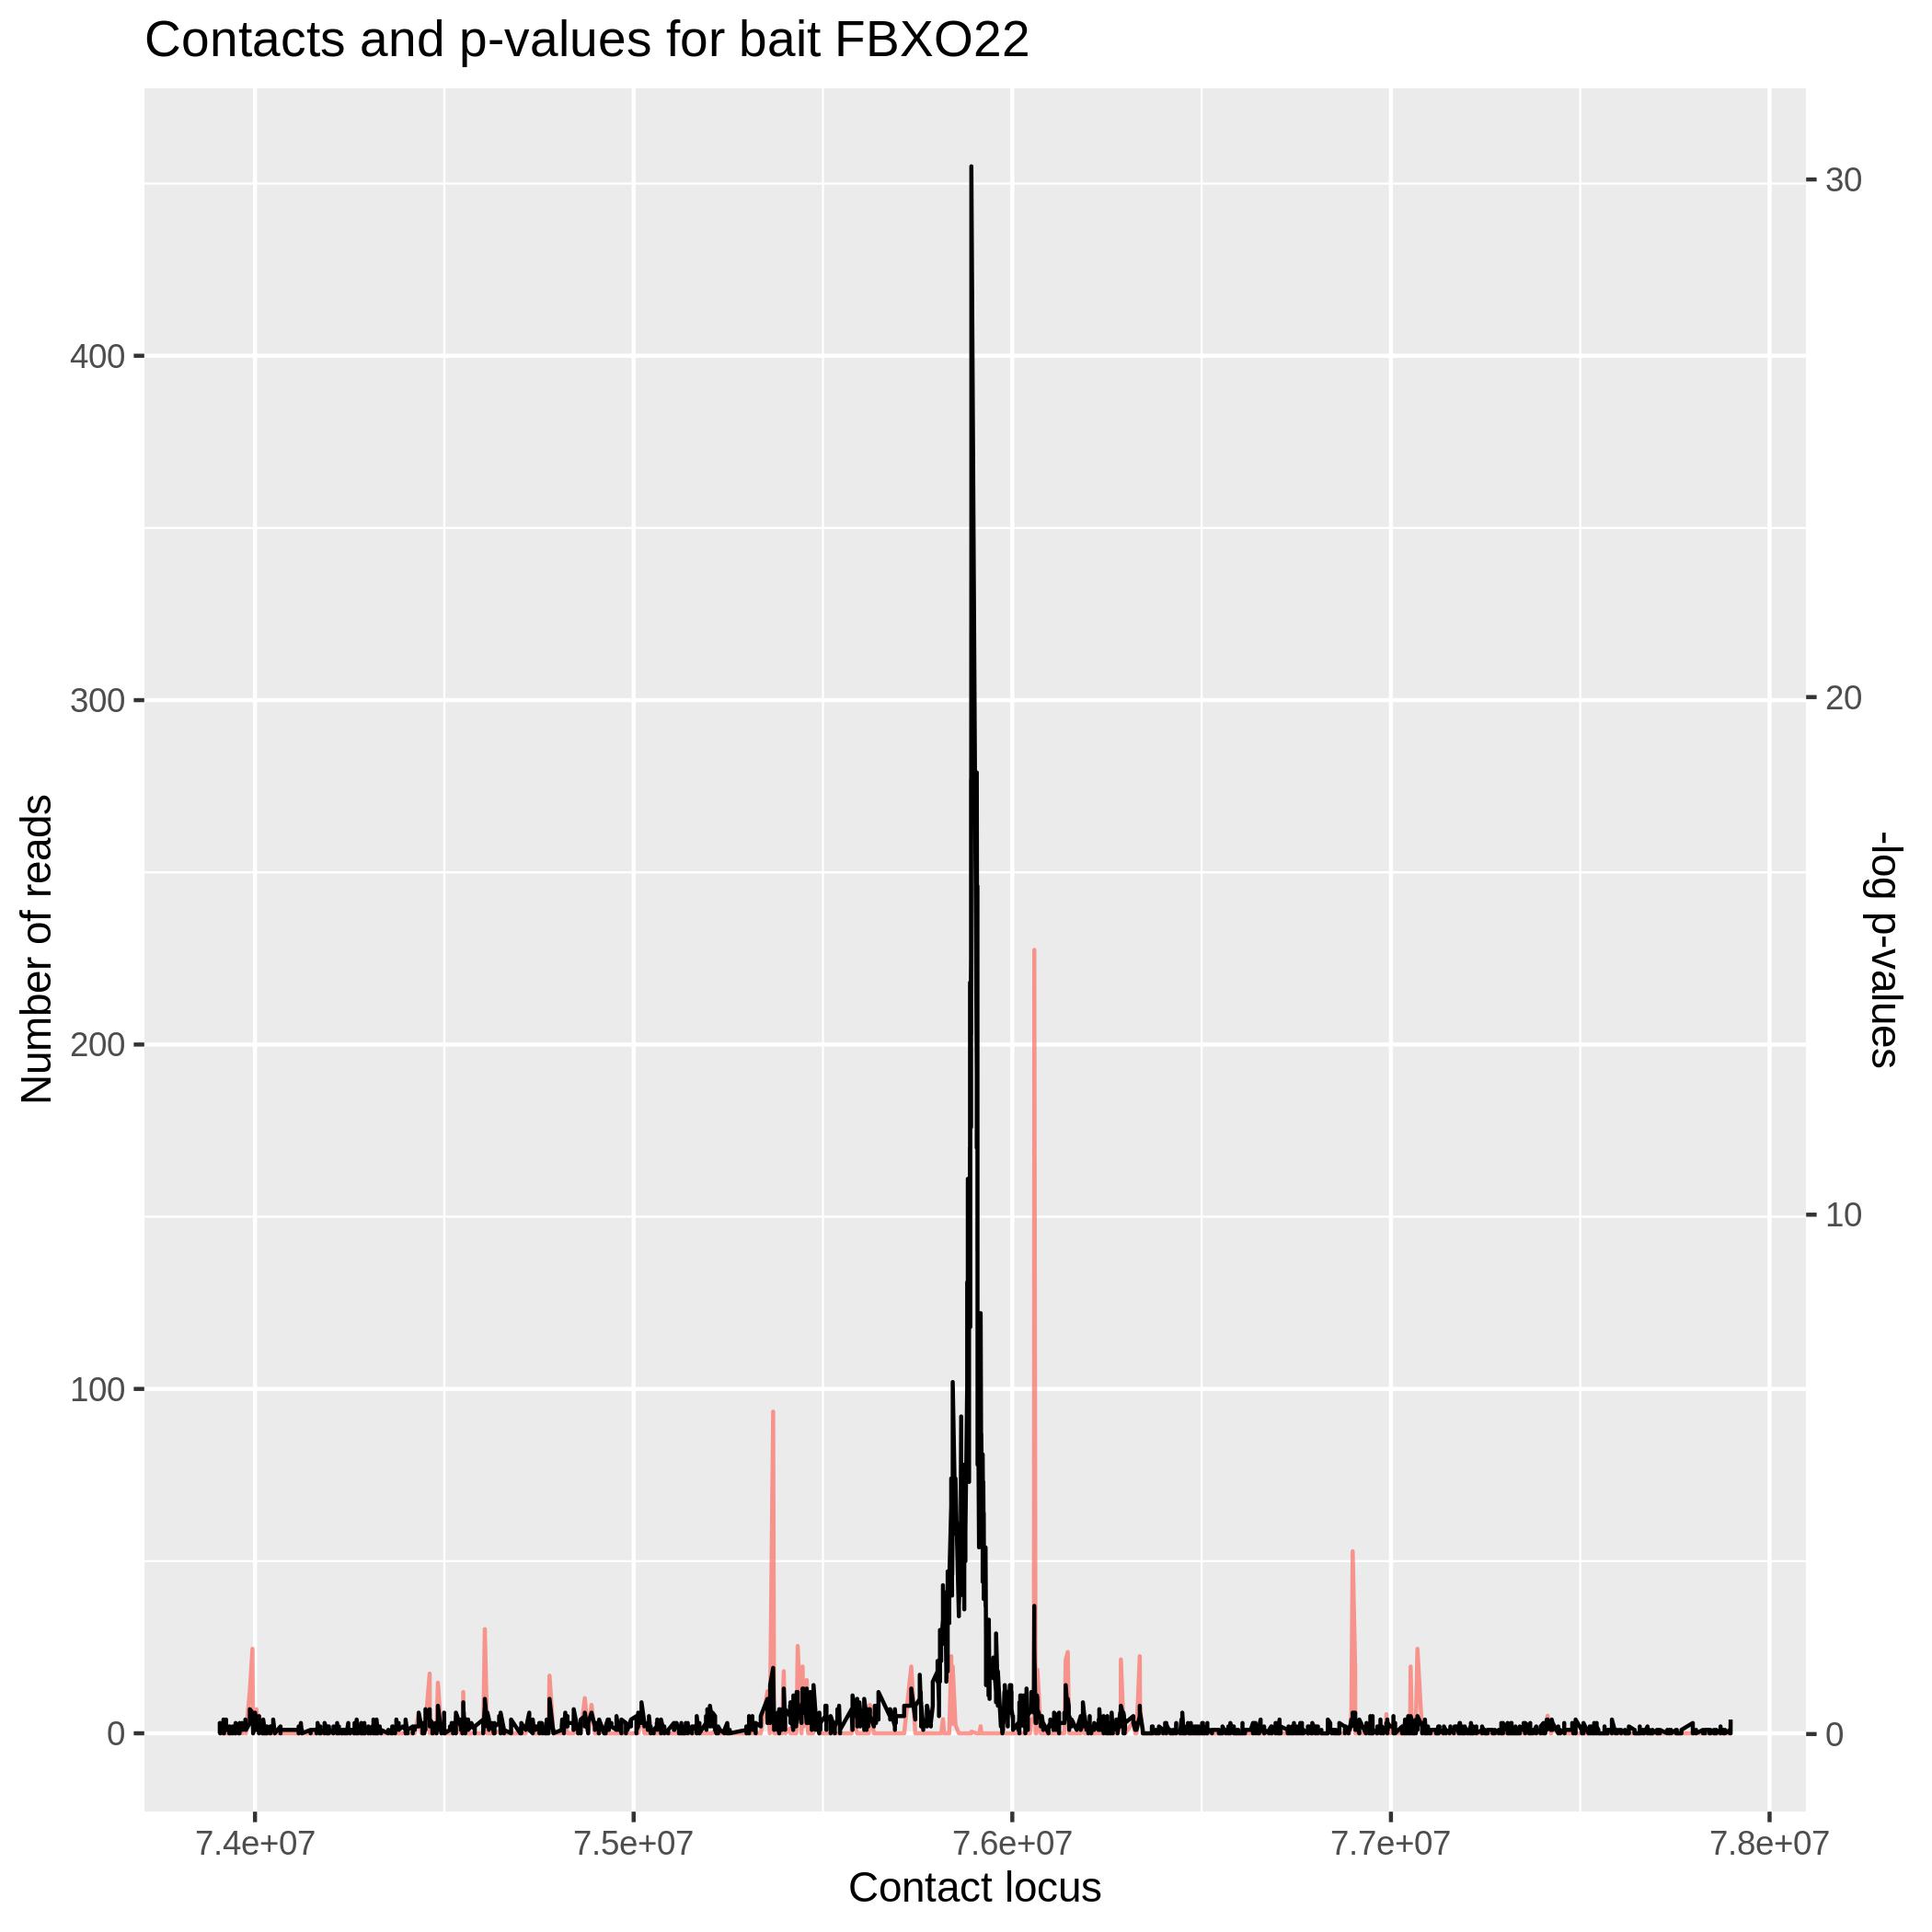 Contacts and p-values for bait FBXO22
Number of reads
400
300
200
100
0
30
20
10
0
-log p-values
7.4e+07
7.5e+07
7.6e+07
7.7e+07
7.8e+07
Contact locus